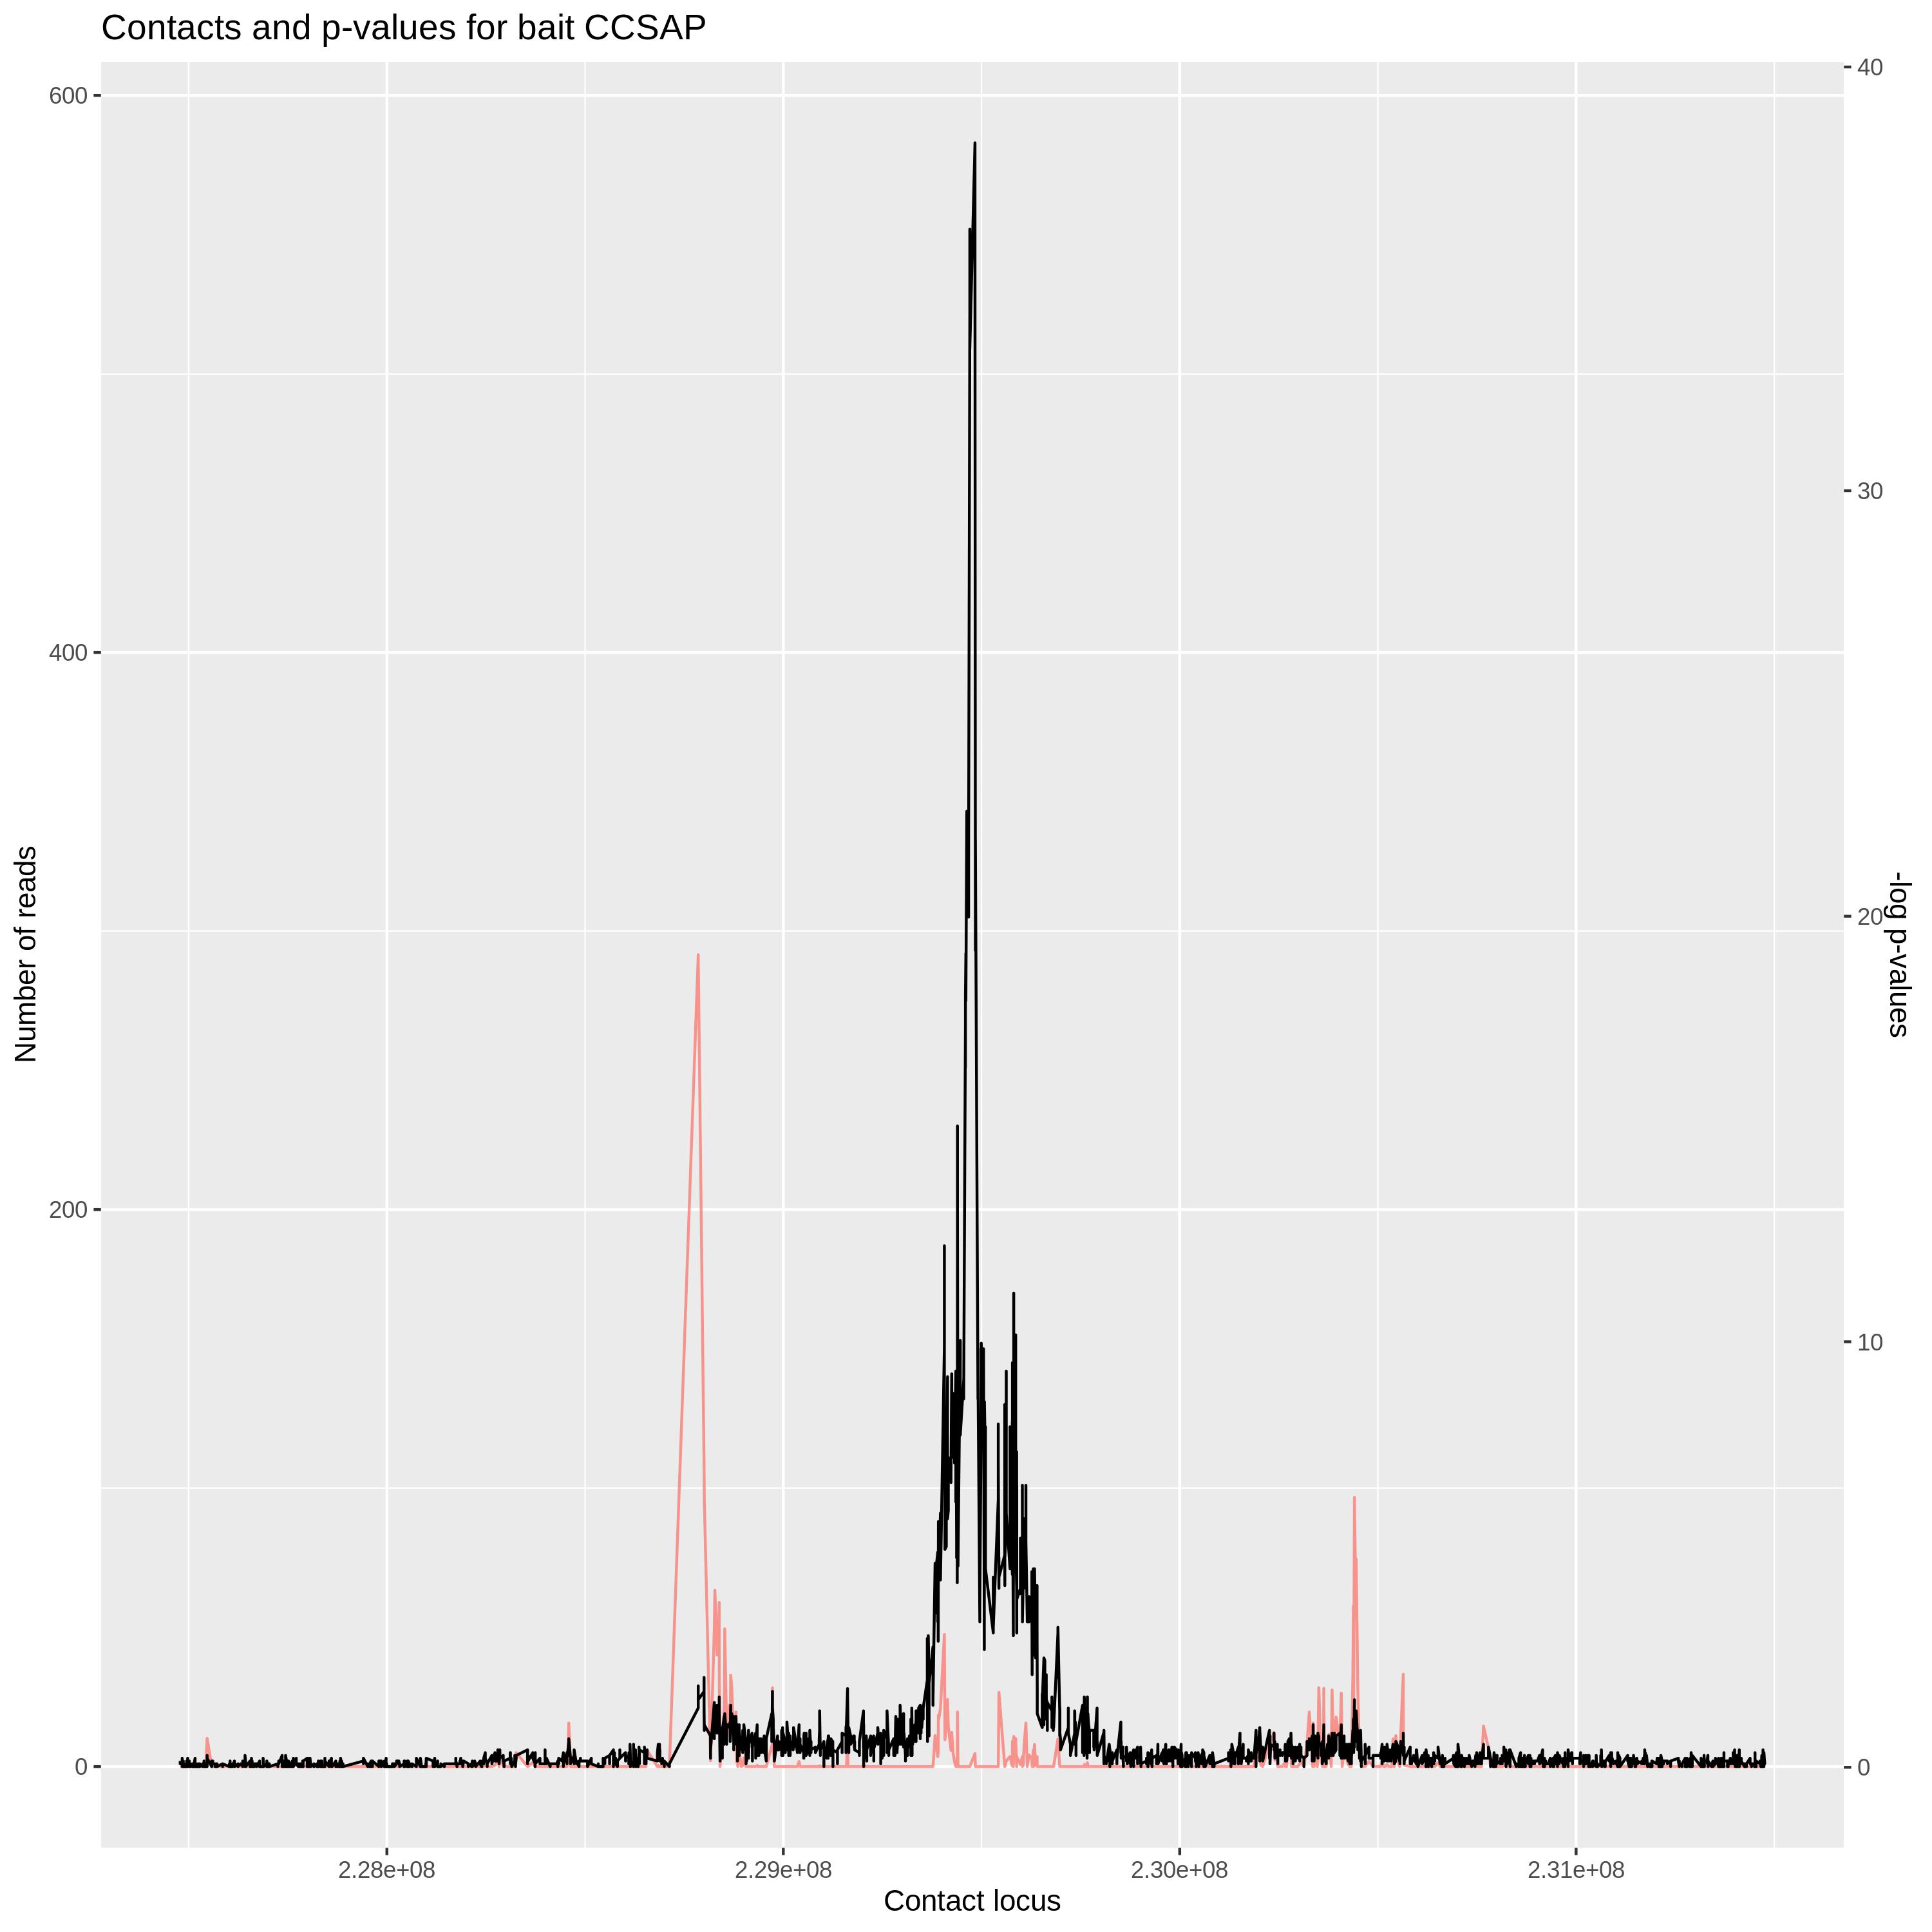 Contacts and p-values for bait CCSAP
600
400
200
0
Number of reads
40
30
20
10
0
-log p-values
2.28e+08 2.29e+08 2.30e+08 2.31e+08
Contact locus